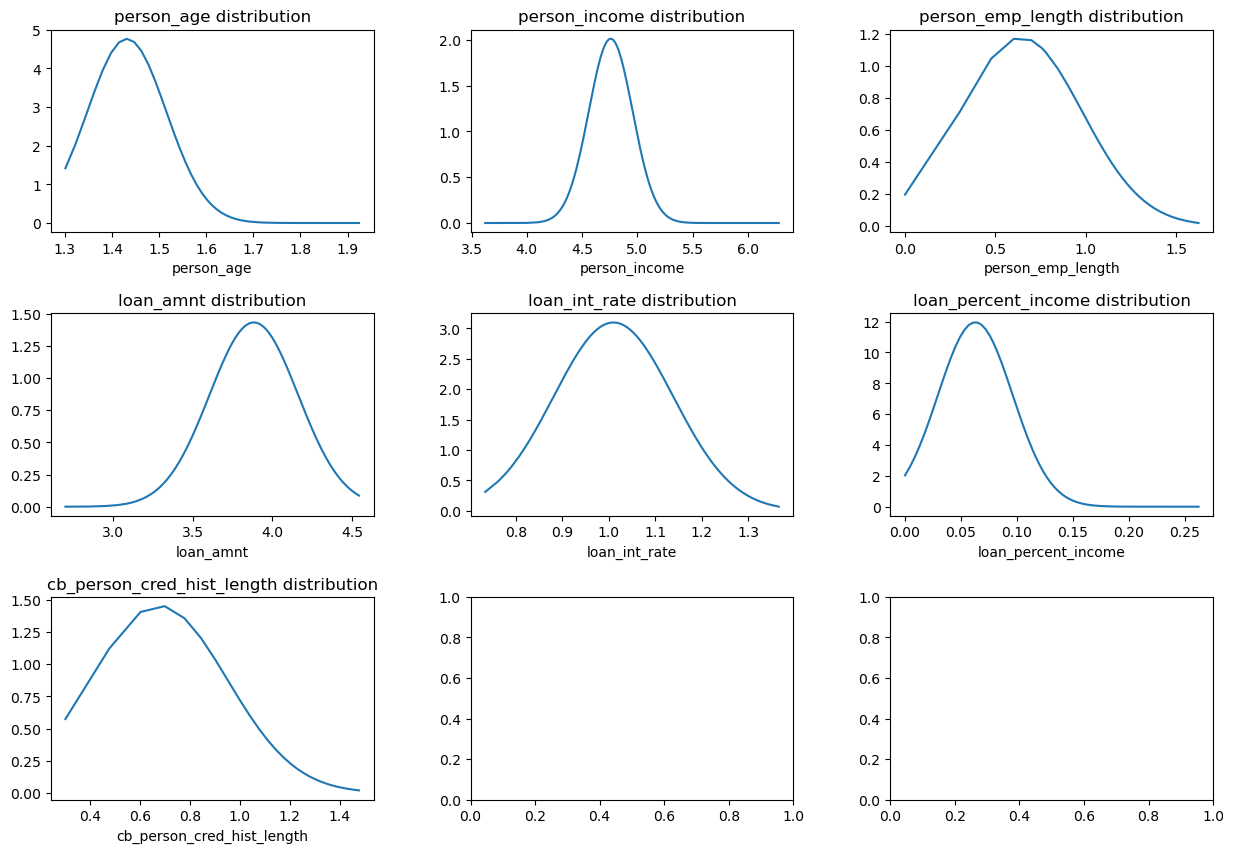 person_age distribution
5
4
3
2
1
0
1.3 1.4 1.5 1.6 1.7 1.8 1.9
person_age
person_income distribution
2.0
1.5
1.0
0.5
0.0
3.5 4.0 4.5 5.0 5.5 6.0
person_income
person_emp_length distribution
1.2
1.0
0.8
0.6
0.4
0.2
0.0
0.0 0.5 1.0 1.5
person_emp_length
loan_amnt distribution
1.50
1.25
1.00
0.75
0.50
0.25
0.00
3.0 3.5 4.0 4.5
loan_amnt
loan_int_rate distribution
3.0
2.5
2.0
1.5
1.0
0.5
0.0
0.8 0.9 1.0 1.1 1.2 1.3
loan_int_rate
loan_percent_income distribution
12
10
8
6
4
2
0
0.00 0.05 0.10 0.15 0.20 0.25
loan_percent_income
cb_person_cred_hist_length distribution
1.50
1.25
1.00
0.75
0.50
0.25
0.00
0.4 0.6 0.8 1.0 1.2 1.4
cb_person_cred_hist_length
1.0
0.8
0.6
0.4
0.2
0.0
0.0 0.2 0.4 0.6 0.8 1.0
1.0
0.8
0.6
0.4
0.2
0.0
0.0 0.2 0.4 0.6 0.8 1.0